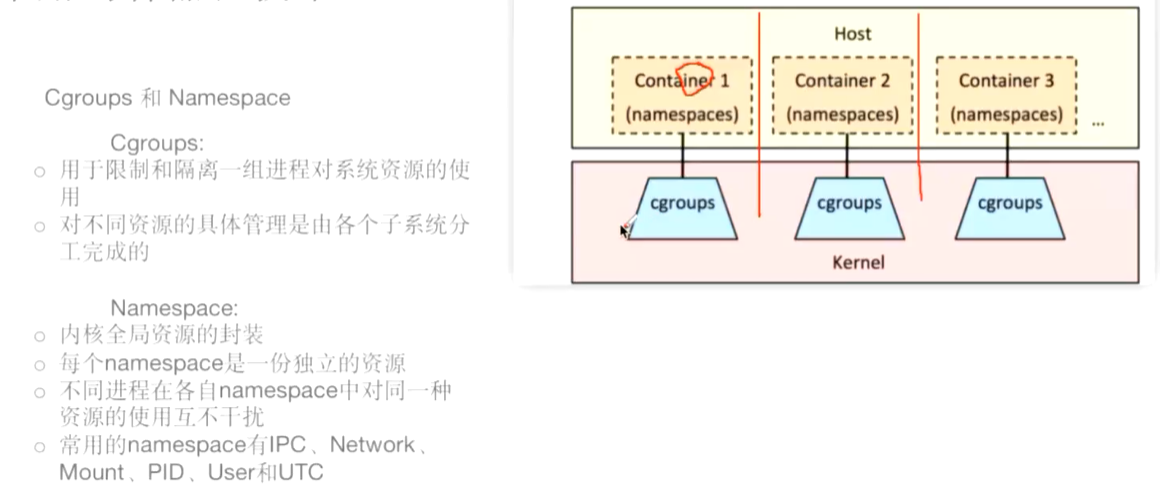 Cgroups 和 Namespace
Cgroups:
○ 用于限制和隔离一组进程对系统资源的使
用
○ 对不同资源的具体管理是由各个子系统分
工完成的
Namespace:
○ 内核全局资源的封装
○ 每个namespace是一份独立的资源
○ 不同进程在各自namespace中对同一种
资源的使用互不干扰
○ 常用的namespace有IPC、Network、
Mount、PID、User和UTC
Host
Container 1
(namespaces)
Container 2
(namespaces)
Container 3
(namespaces)
...
cgroups
cgroups
cgroups
Kernel